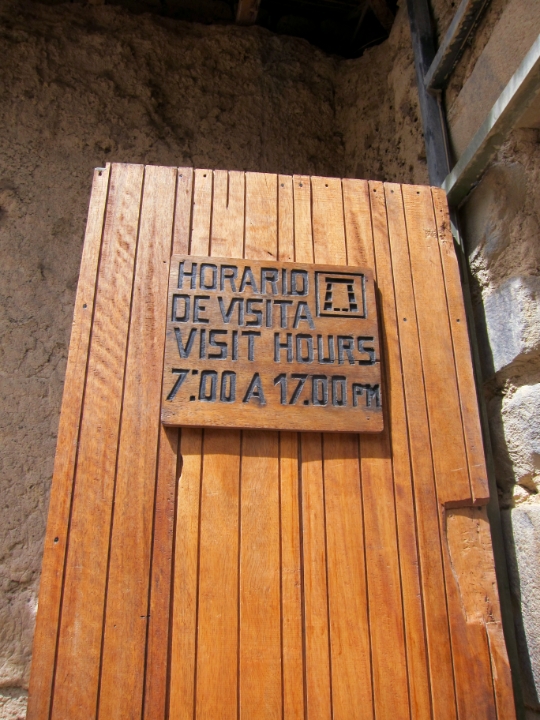 HORARIO
DE VISITA
VISIT HOURS
7:00 A 17:00 PM